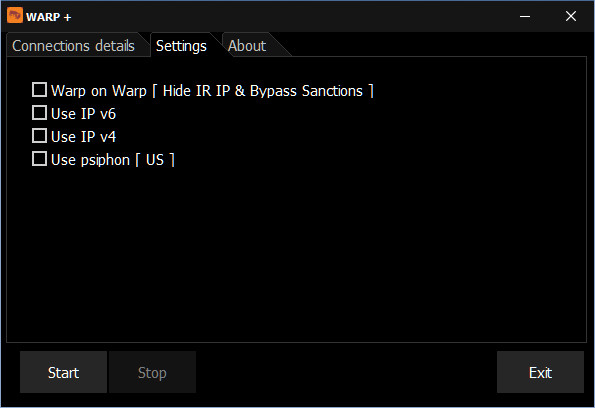 WARP +
Connections details Settings About
Warp on Warp ⌈ Hide IR IP & Bypass Sanctions ⌉
Use IP v6
Use IP v4
Use psiphon ⌈ US ⌉
Start Stop Exit